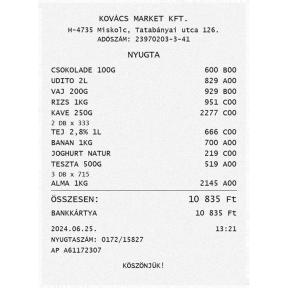 KOVÁCS MARKET KFT.
H-4735 Miskolc, Tatabányai utca 126.
ADÓSZÁM: 23970203-3-41
NYUGTA
CSOKOLADE 100G 600 B00
UDITO 2L 829 A00
VAJ 200G 929 B00
RIZS 1KG 951 C00
KAVE 250G 2277 C00
2 DB x 333
TEJ 2,8% 1L 666 C00
BANAN 1KG 700 A00
JOGHURT NATUR 219 C00
TESZTA 500G 519 A00
3 DB x 715
ALMA 1KG 2145 A00
ÖSSZESEN: 10 835 Ft
BANKKÁRTYA 10 835 Ft
2024.06.25. 13:21
NYUGTASZÁM: 0172/15827
AP A61172307
KÖSZÖNJÜK!